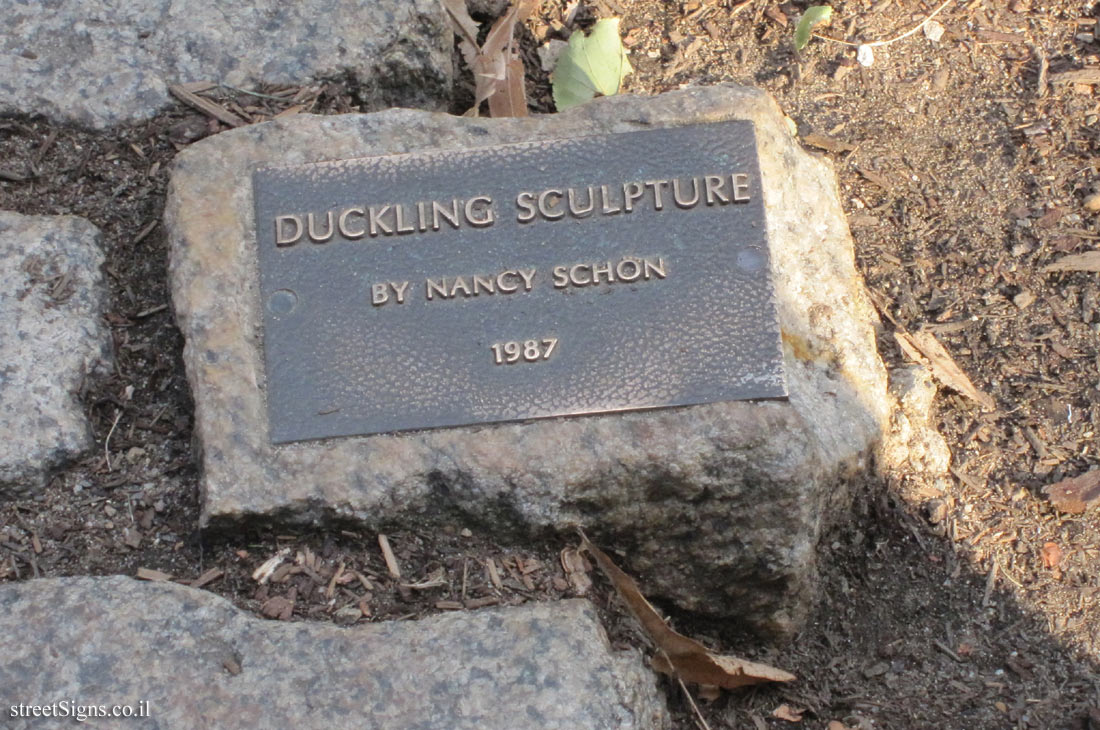 DUCKLING SCULPTURE
BY NANCY SCHÖN
1987
streetSigns.co.il